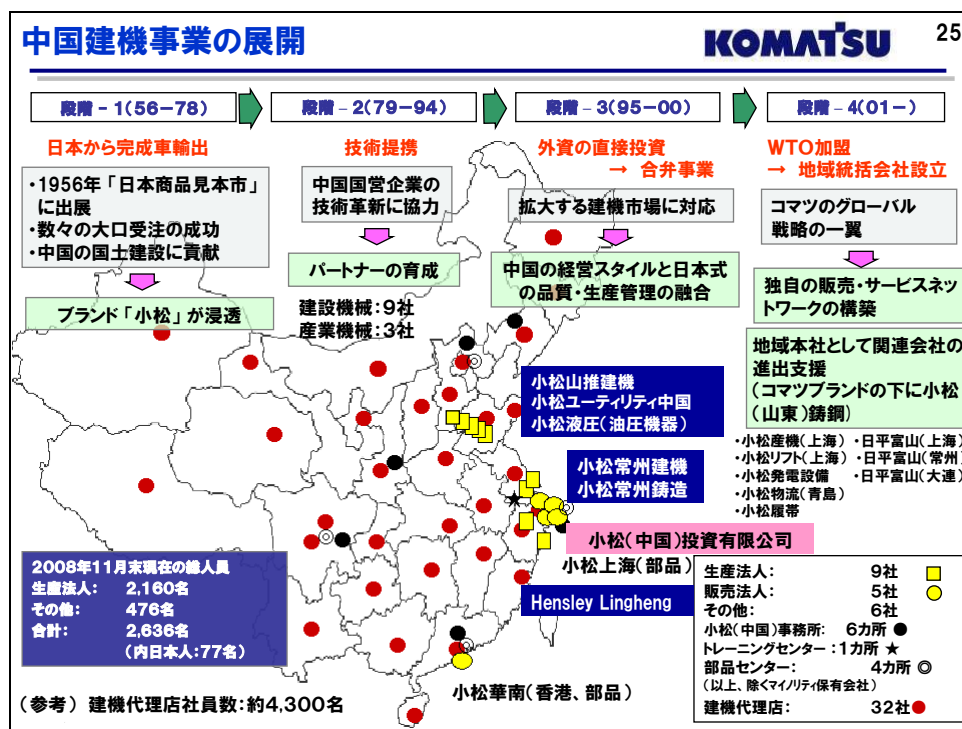 中国建機事業の展開
KOMATSU
25
段階-1(56-78)
段階-2(79-94)
段階-3(95-00)
段階-4(01-)
日本から完成車輸出
・1956年「日本商品見本市」
に出展
・数々の大口受注の成功
・中国の国土建設に貢献
ブランド「小松」が浸透
技術提携
中国国営企業の
技術革新に協力
パートナーの育成
建設機械:9社
産業機械:3社
外資の直接投資
→ 合弁事業
拡大する建機市場に対応
中国の経営スタイルと日本式
の品質・生産管理の融合
WTO加盟
→ 地域統括会社設立
コマツのグローバル
戦略の一翼
独自の販売・サービスネッ
トワークの構築
地域本社として関連会社の
進出支援
(コマツブランドの下に小松
(山東)鋳鋼)
・小松産機(上海) ・日平富山(上海)
・小松リフト(上海) ・日平富山(常州)
・小松発電設備 ・日平富山(大連)
・小松物流(青島)
・小松履帯
小松山推建機
小松ユーティリティ中国
小松液圧(油圧機器)
小松常州建機
小松常州鋳造
小松(中国)投資有限公司
小松上海(部品)
Hensley Lingheng
小松華南(香港、部品)
2008年11月末現在の総人員
生産法人: 2,160名
その他: 476名
合計: 2,636名
(内日本人:77名)
(参考) 建機代理店社員数:約4,300名
生産法人: 9社
販売法人: 5社
その他: 6社
小松(中国)事務所: 6カ所●
トレーニングセンター:1カ所 ★
部品センター: 4カ所◎
(以上、除くマイノリティ保有会社)
建機代理店: 32社●